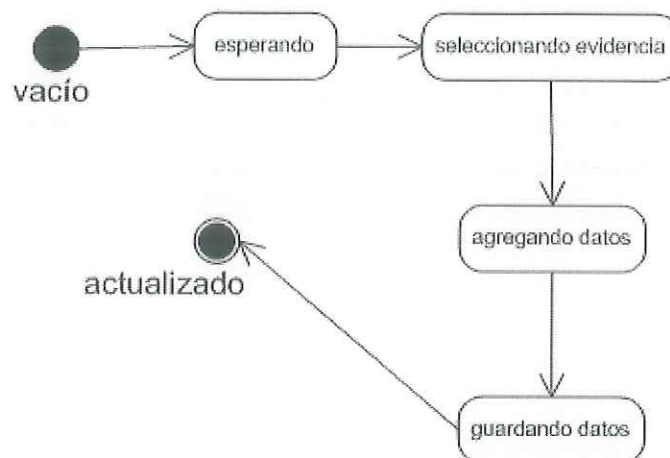 esperando
seleccionando evidencia
vacío
agregando datos
actualizado
guardando datos